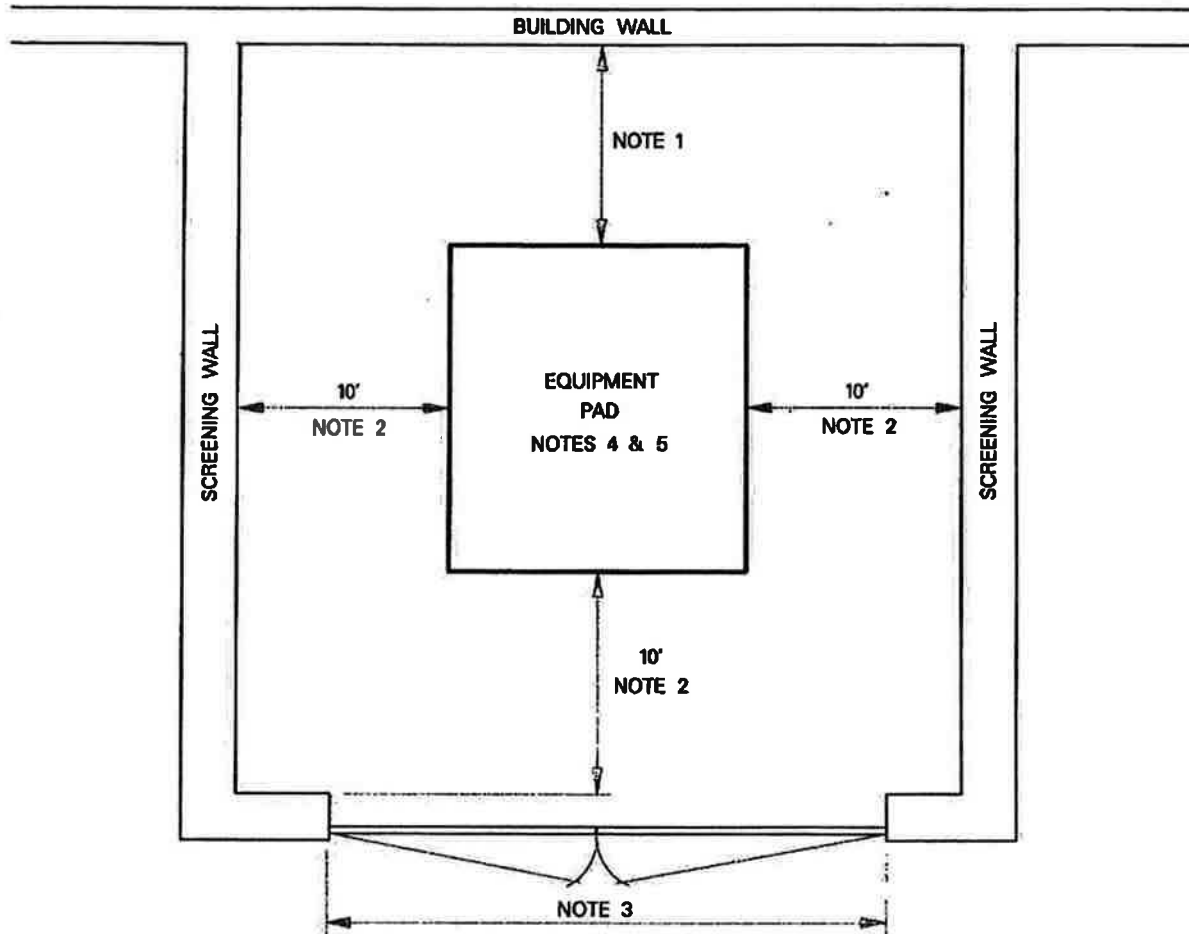 BUILDING WALL
NOTE 1
SCREENING WALL
10'
NOTE 2
EQUIPMENT
PAD
NOTES 4 & 5
10'
NOTE 2
SCREENING WALL
10'
NOTE 2
NOTE 3